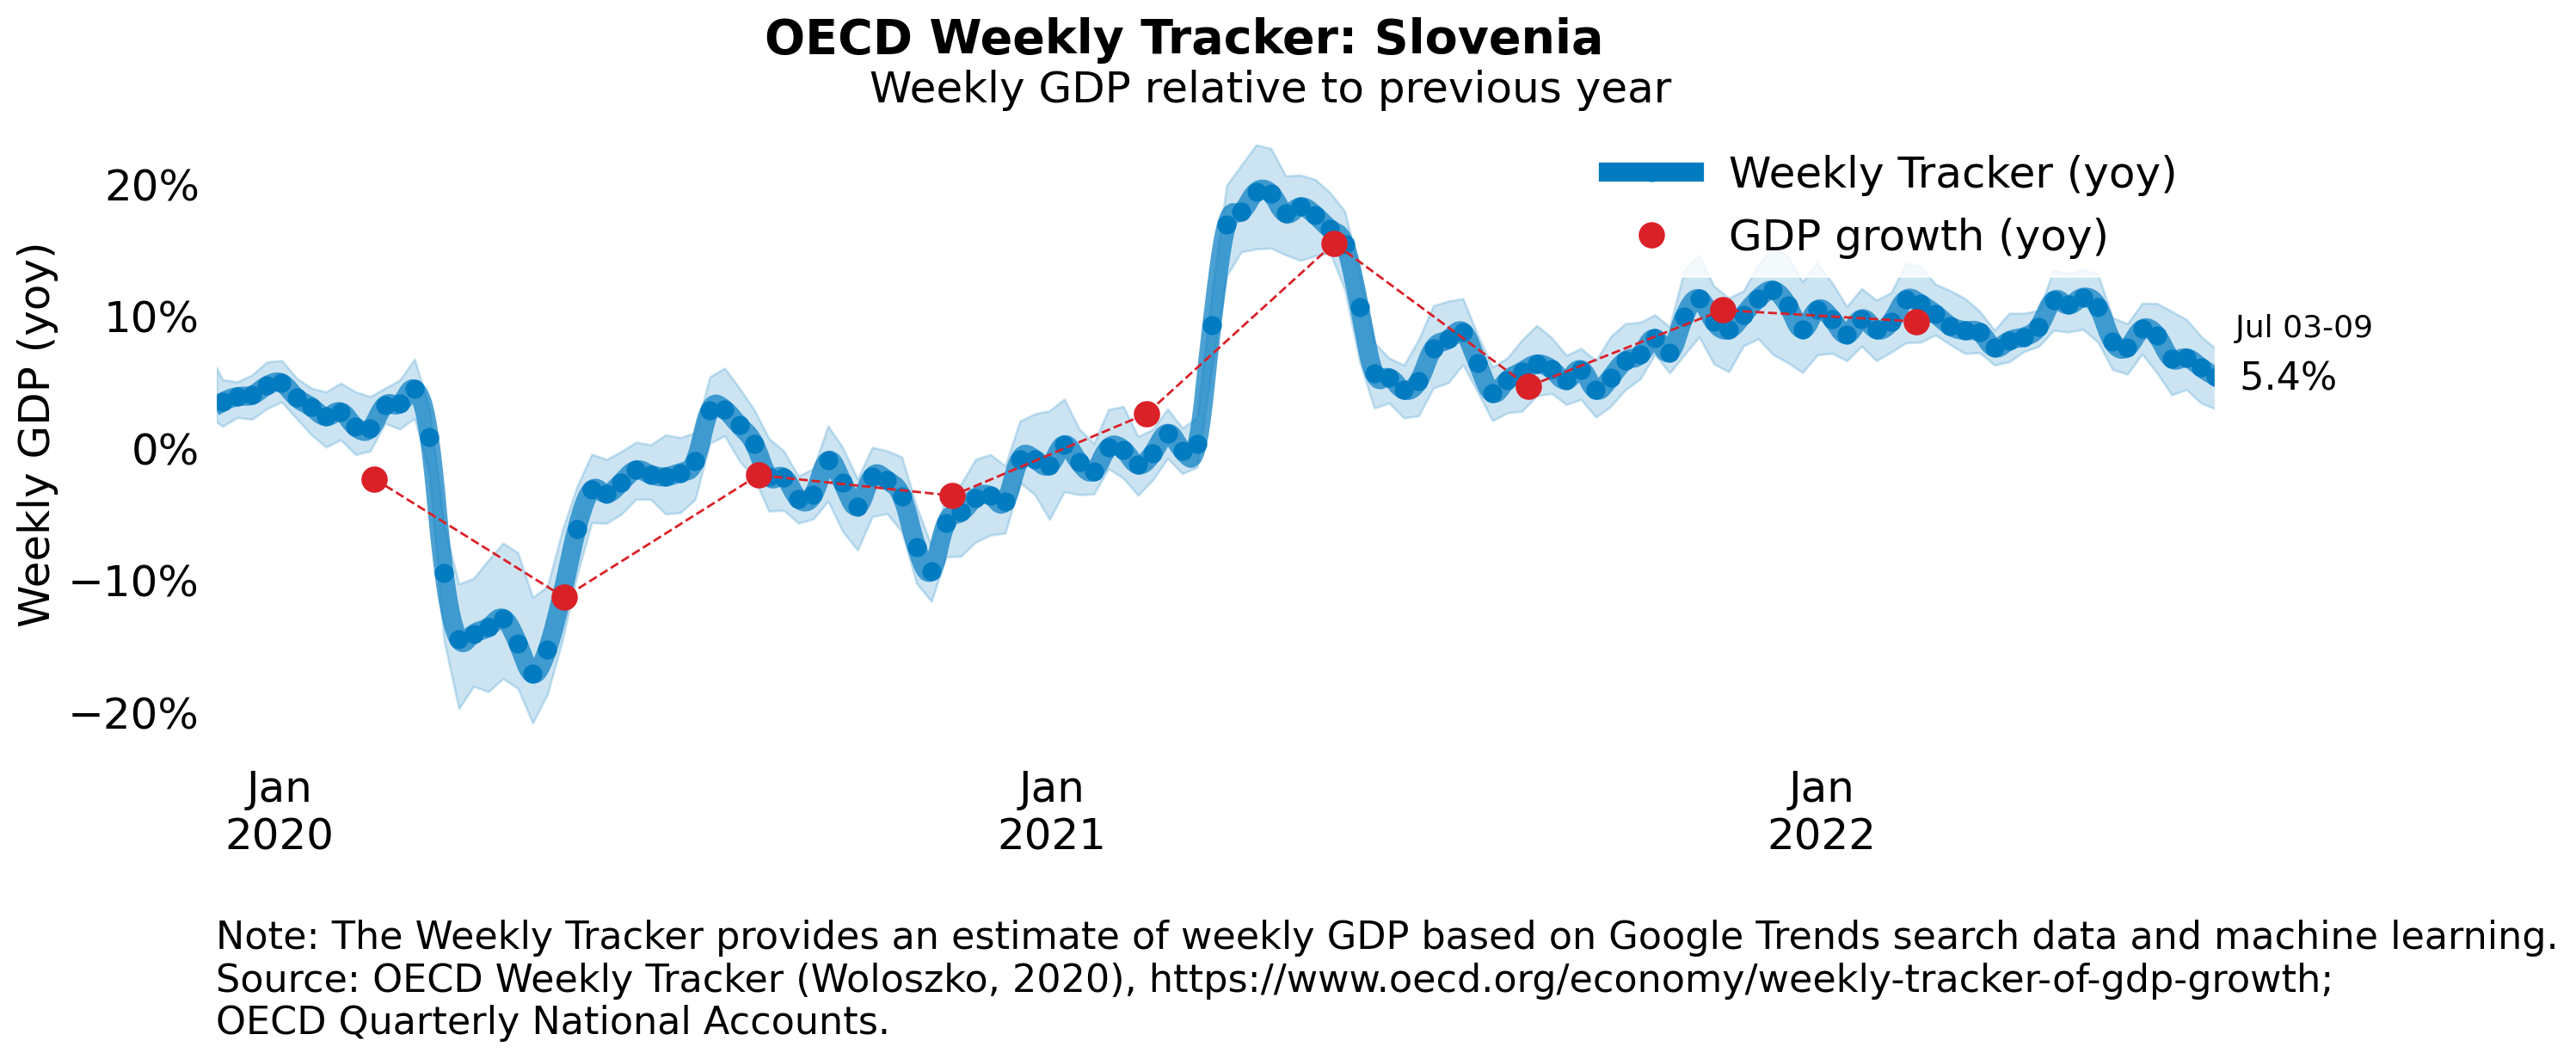 OECD Weekly Tracker: Slovenia
Weekly GDP relative to previous year
Weekly GDP (yoy)
20%
10%
0%
−10%
−20%
Weekly Tracker (yoy)
GDP growth (yoy)
Jul 03-09
5.4%
Jan
2020
Jan
2021
Jan
2022
Note: The Weekly Tracker provides an estimate of weekly GDP based on Google Trends search data and machine learning.
Source: OECD Weekly Tracker (Woloszko, 2020), https://www.oecd.org/economy/weekly-tracker-of-gdp-growth;
OECD Quarterly National Accounts.